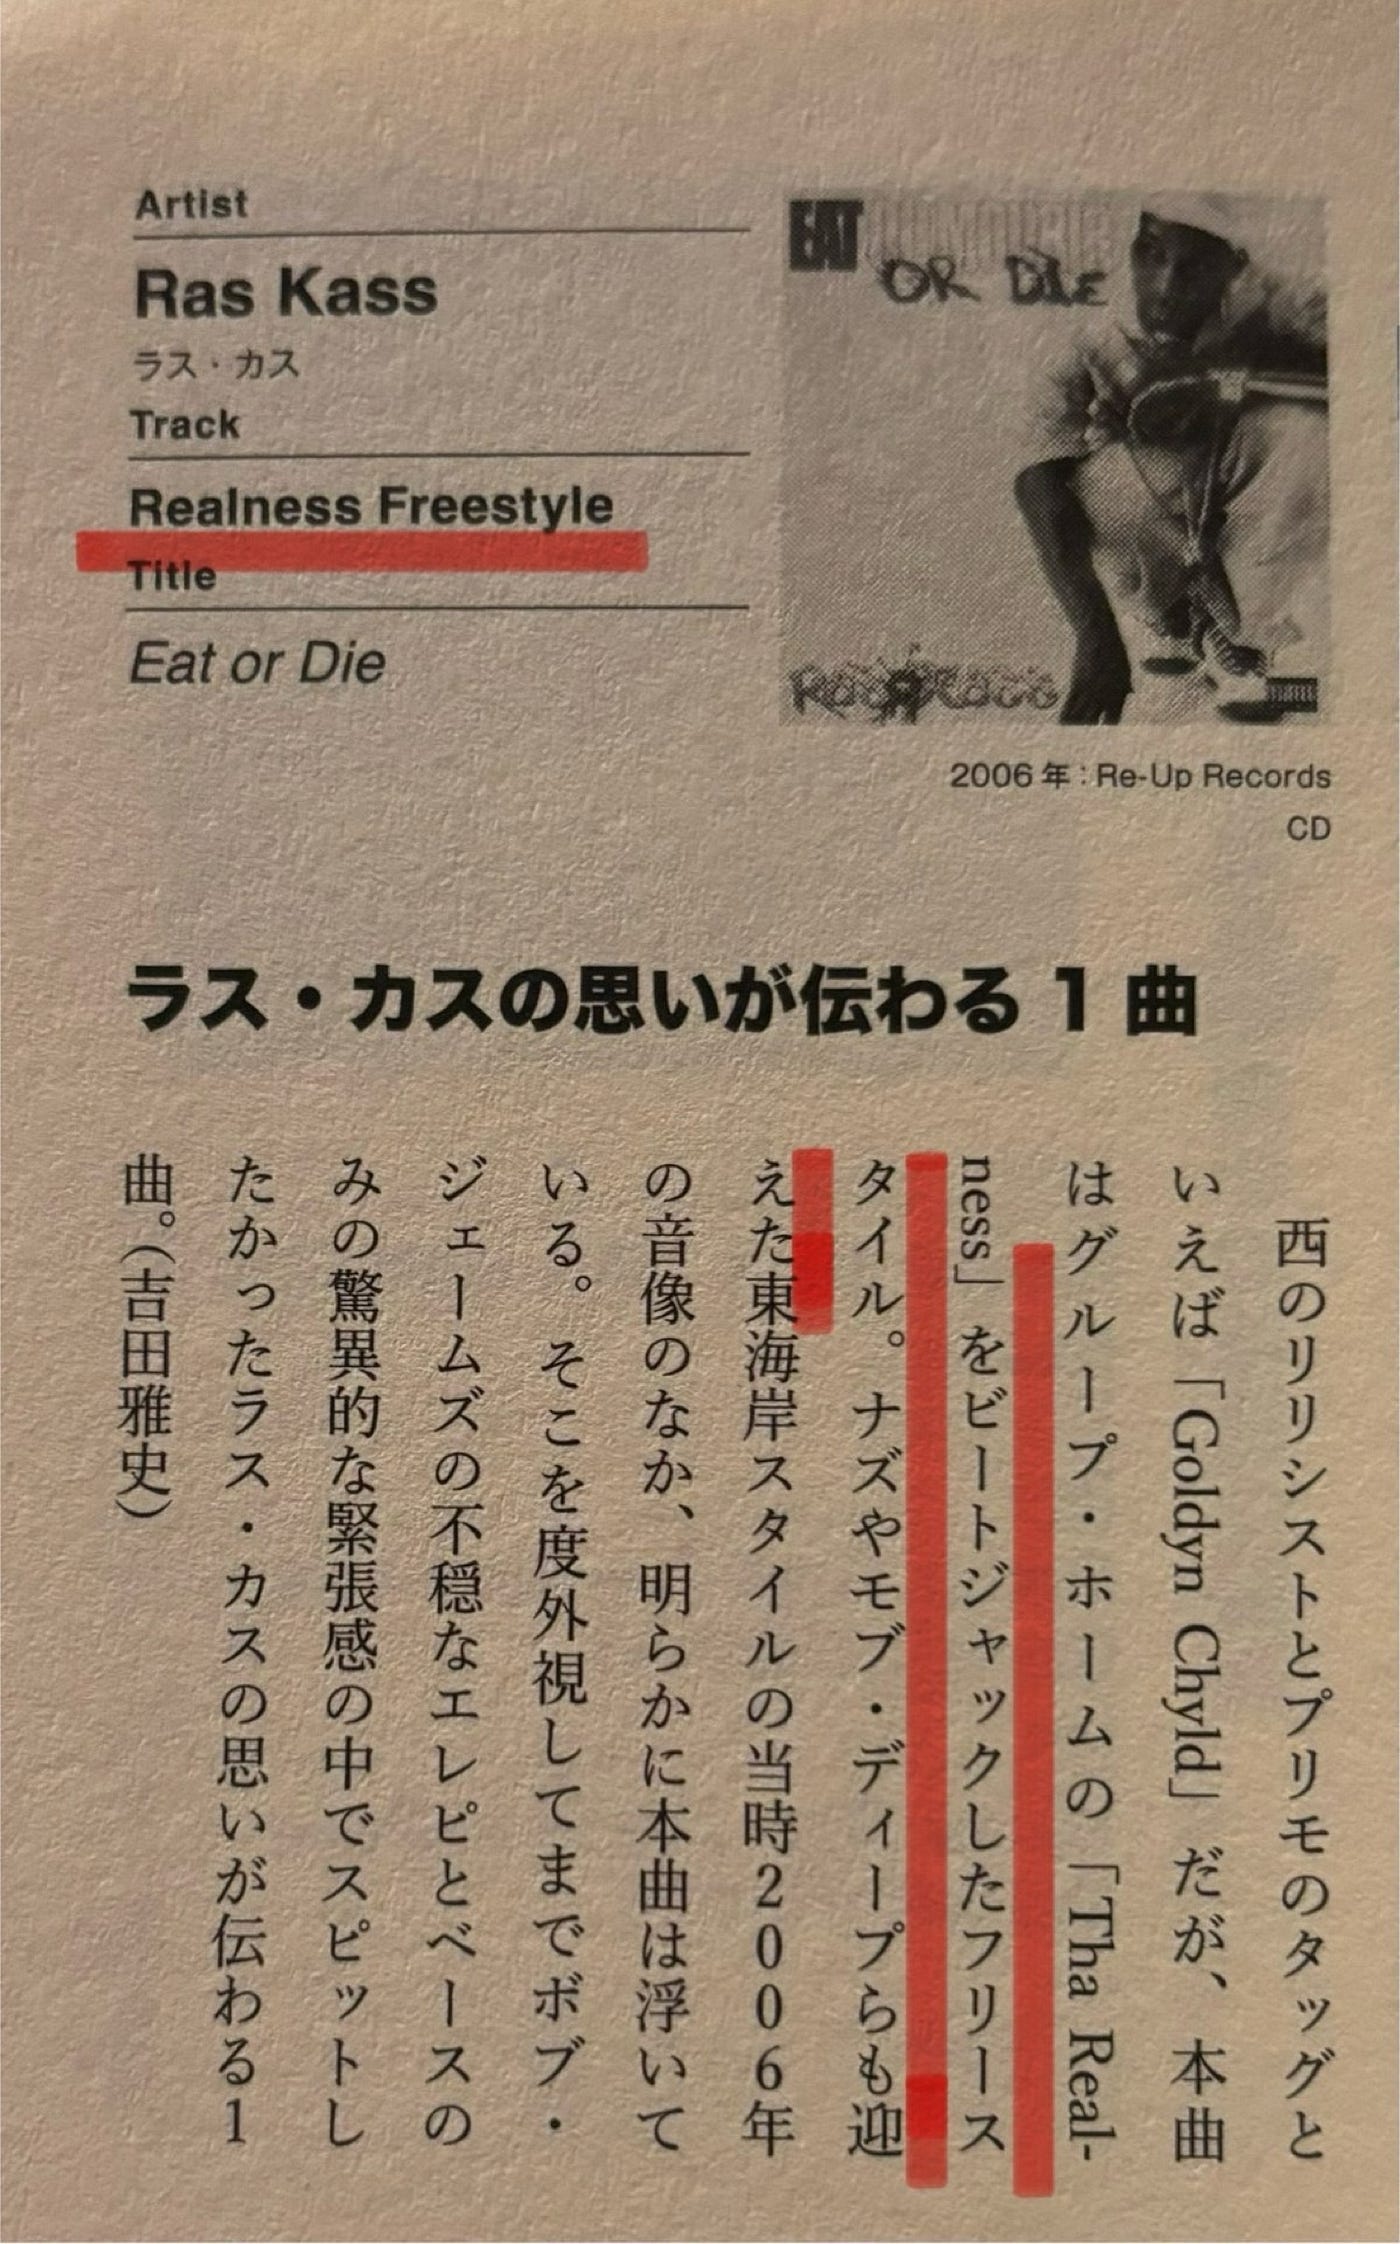 Artist
Ras Kass
ラス・カス
Track
Realness Freestyle
Title
Eat or Die
EAT
OR DIE
Ras Kass
2006年：Re-Up Records
CD
ラス・カスの思いが伝わる1曲
西のリリシストとプリモのタッグと
いえば「Goldyn Chyld」だが、本曲
はグループ・ホームの「Tha Real-
ness」をビートジャックしたフリース
タイル。ナズやモブ・ディープらも迎
えた東海岸スタイルの当時2006年
の音像のなか、明らかに本曲は浮いて
いる。そこを度外視してまでボブ・
ジェームズの不穏なエレピとベースの
みの驚異的な緊張感の中でスピットし
たかったラス・カスの思いが伝わる1
曲。（吉田雅史）